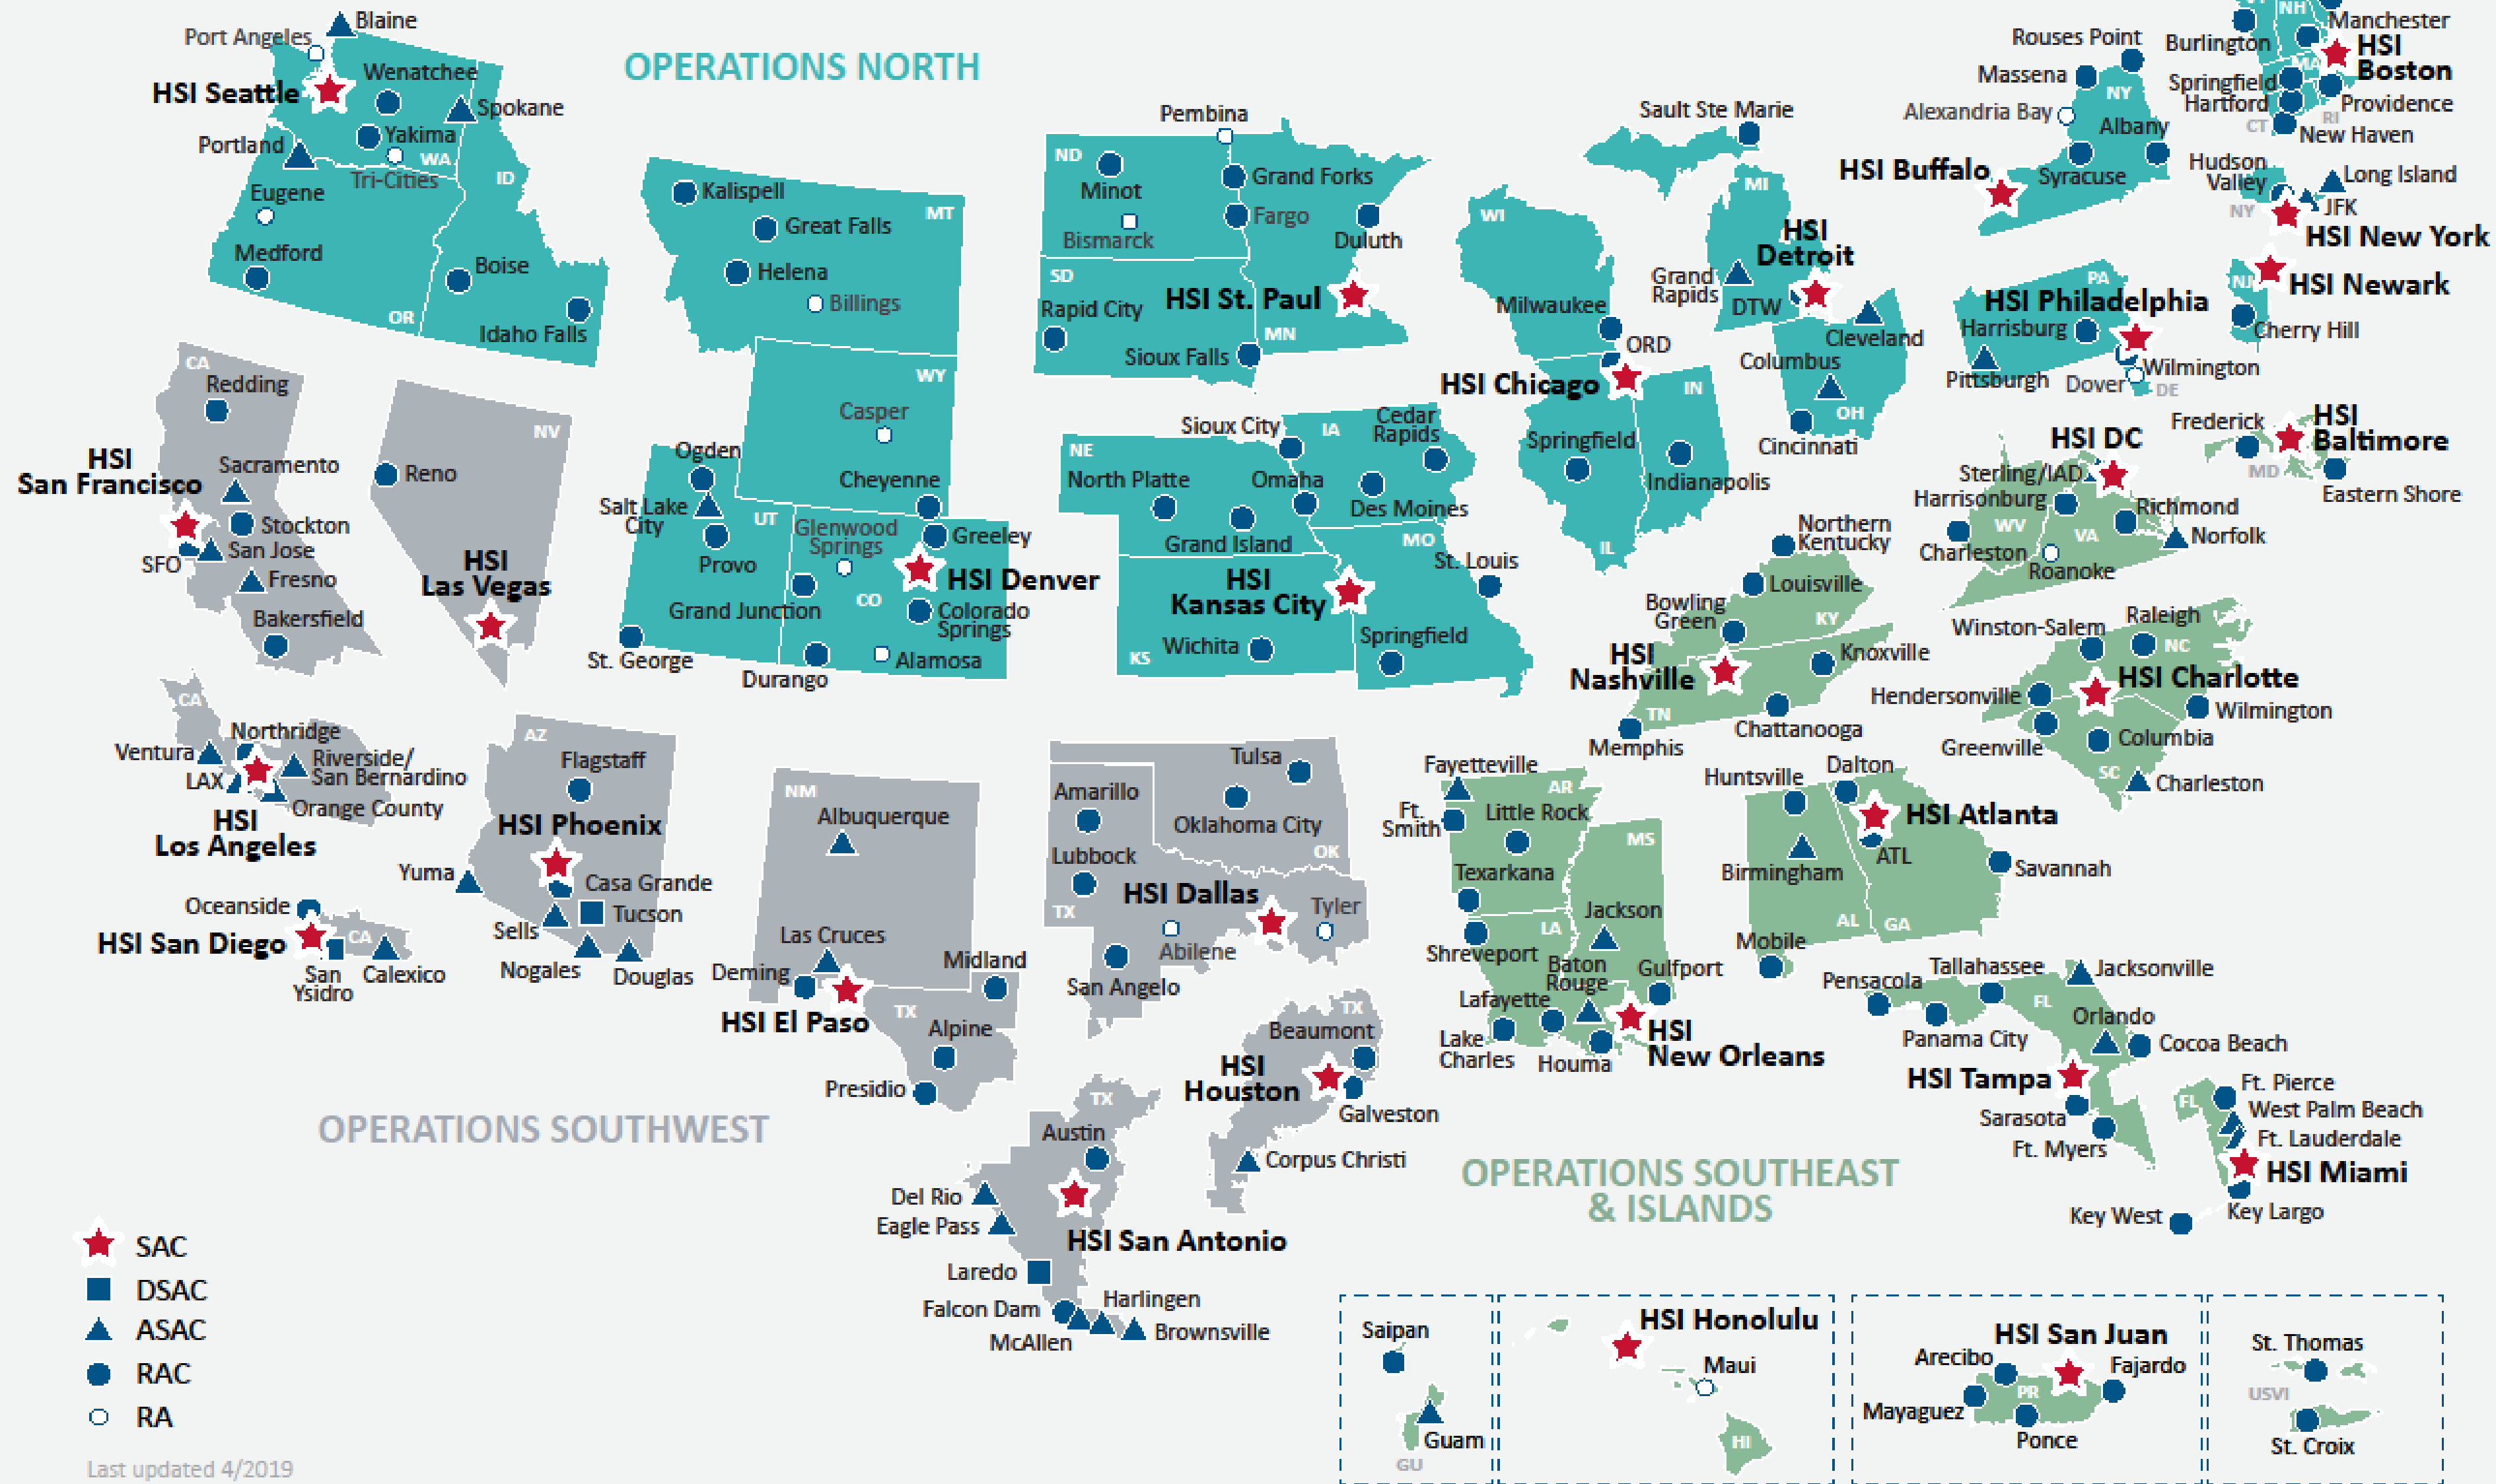 Blaine
Port Angeles
HSI Seattle
Wenatchee
Spokane
Portland
Yakima
WA
Tri-Cities
ID
Eugene
Medford
Boise
OR
Idaho Falls
OPERATIONS NORTH
Kalispell
MT
Great Falls
Helena
Billings
WY
Casper
Cheyenne
Ogden
Salt Lake
City
UT
Provo
Glenwood
Springs
Greeley
HSI Denver
Grand Junction
CO
Colorado
Springs
St. George
Durango
Alamosa
Pembina
ND
Minot
Grand Forks
Bismarck
Fargo
Duluth
SD
Rapid City
HSI St. Paul
MN
Sioux Falls
Sioux City
IA
Cedar
Rapids
NE
North Platte
Omaha
Des Moines
Grand Island
MO
St. Louis
HSI
Kansas City
KS
Wichita
Springfield
Sault Ste Marie
WI
MI
HSI
Detroit
Grand
Rapids
DTW
Milwaukee
ORD
HSI Chicago
IN
Springfield
Indianapolis
IL
Cleveland
Columbus
OH
Cincinnati
Rouses Point
Massena
NY
Alexandria Bay
Albany
HSI Buffalo
Syracuse
NH
Manchester
Burlington
HSI
Boston
MA
Springfield
Hartford
Providence
CT
RI
New Haven
Hudson
Valley
Long Island
NY
JFK
HSI New York
HSI Newark
NJ
Cherry Hill
PA
HSI Philadelphia
Harrisburg
Pittsburgh
Wilmington
Dover
DE
CA
Redding
HSI
San Francisco
Sacramento
Stockton
San Jose
SFO
Fresno
Bakersfield
NV
Reno
HSI
Las Vegas
CA
Northridge
Ventura
Riverside/
San Bernardino
LAX
Orange County
HSI
Los Angeles
Oceanside
HSI San Diego
CA
San
Ysidro
Calexico
AZ
Flagstaff
HSI Phoenix
Yuma
Casa Grande
Tucson
Sells
Nogales
Douglas
NM
Albuquerque
Las Cruces
Deming
Midland
HSI El Paso
TX
Alpine
Presidio
OPERATIONS SOUTHWEST
Tulsa
Amarillo
Oklahoma City
OK
Lubbock
HSI Dallas
TX
Tyler
Abilene
San Angelo
TX
Beaumont
HSI
Houston
Galveston
Corpus Christi
TX
Austin
Del Rio
Eagle Pass
HSI San Antonio
Laredo
Falcon Dam
Harlingen
McAllen
Brownsville
Frederick
HSI
Baltimore
MD
Eastern Shore
HSI DC
Sterling/IAD
Harrisonburg
Richmond
WV
VA
Norfolk
Charleston
Roanoke
Northern
Kentucky
Louisville
Bowling
Green
KY
HSI
Nashville
Knoxville
TN
Chattanooga
Memphis
Raleigh
Winston-Salem
NC
HSI Charlotte
Hendersonville
Wilmington
Greenville
Columbia
SC
Charleston
Fayetteville
AR
Ft.
Smith
Little Rock
MS
Texarkana
Jackson
LA
Shreveport
Baton
Rouge
Gulfport
Lafayette
Lake
Charles
Houma
HSI
New Orleans
Huntsville
Dalton
HSI Atlanta
ATL
Birmingham
Savannah
AL
GA
Mobile
Pensacola
Tallahassee
Jacksonville
FL
Orlando
Panama City
Cocoa Beach
HSI Tampa
Sarasota
Ft. Myers
FL
Ft. Pierce
West Palm Beach
Ft. Lauderdale
HSI Miami
Key West
Key Largo
OPERATIONS SOUTHEAST
& ISLANDS
Saipan
Guam
GU
HSI Honolulu
Maui
HI
HSI San Juan
Arecibo
Fajardo
PR
Mayaguez
Ponce
St. Thomas
USVI
St. Croix
SAC
DSAC
ASAC
RAC
RA
Last updated 4/2019